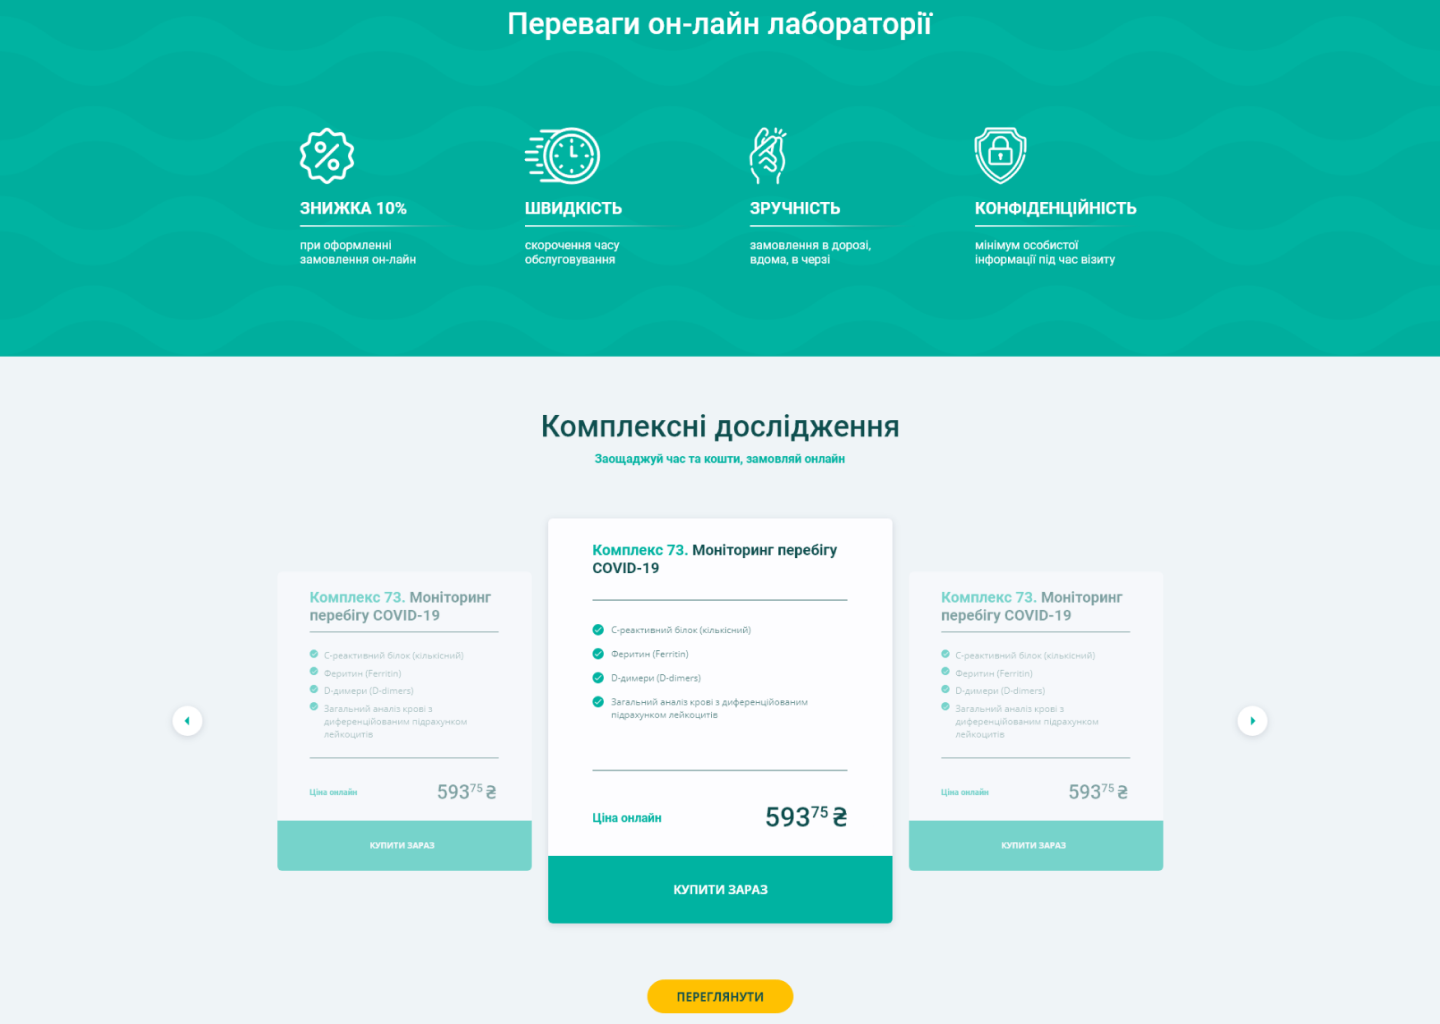 Переваги он-лайн лабораторії
ЗНИЖКА 10%
при оформленні
замовлення он-лайн
ШВИДКІСТЬ
скорочення часу
обслуговування
ЗРУЧНІСТЬ
замовлення в дорозі,
вдома, в черзі
КОНФІДЕНЦІЙНІСТЬ
мінімум особистої
інформації під час візиту
Комплексні дослідження
Заощаджуй час та кошти, замовляй онлайн
Комплекс 73. Моніторинг
перебігу COVID-19
С-реактивний білок (кількісний)
Феритин (Ferritin)
D-димери (D-dimers)
Загальний аналіз крові з
диференційованим підрахунком
лейкоцитів
Ціна онлайн
593 75 ₴
КУПИТИ ЗАРАЗ
Комплекс 73. Моніторинг перебігу
COVID-19
С-реактивний білок (кількісний)
Феритин (Ferritin)
D-димери (D-dimers)
Загальний аналіз крові з диференційованим
підрахунком лейкоцитів
Ціна онлайн
593 75 ₴
КУПИТИ ЗАРАЗ
Комплекс 73. Моніторинг
перебігу COVID-19
С-реактивний білок (кількісний)
Феритин (Ferritin)
D-димери (D-dimers)
Загальний аналіз крові з
диференційованим підрахунком
лейкоцитів
Ціна онлайн
593 75 ₴
КУПИТИ ЗАРАЗ
ПЕРЕГЛЯНУТИ